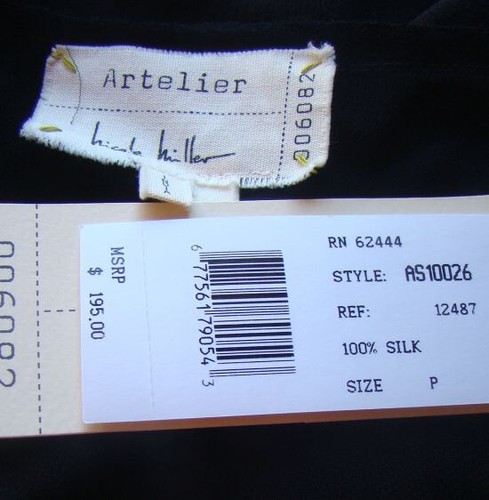 Artelier
nicole miller
006082
006082
MSRP
$ 195.00
6 77561 79054 3
RN 62444
STYLE: AS10026
REF: 12487
100% SILK
SIZE P